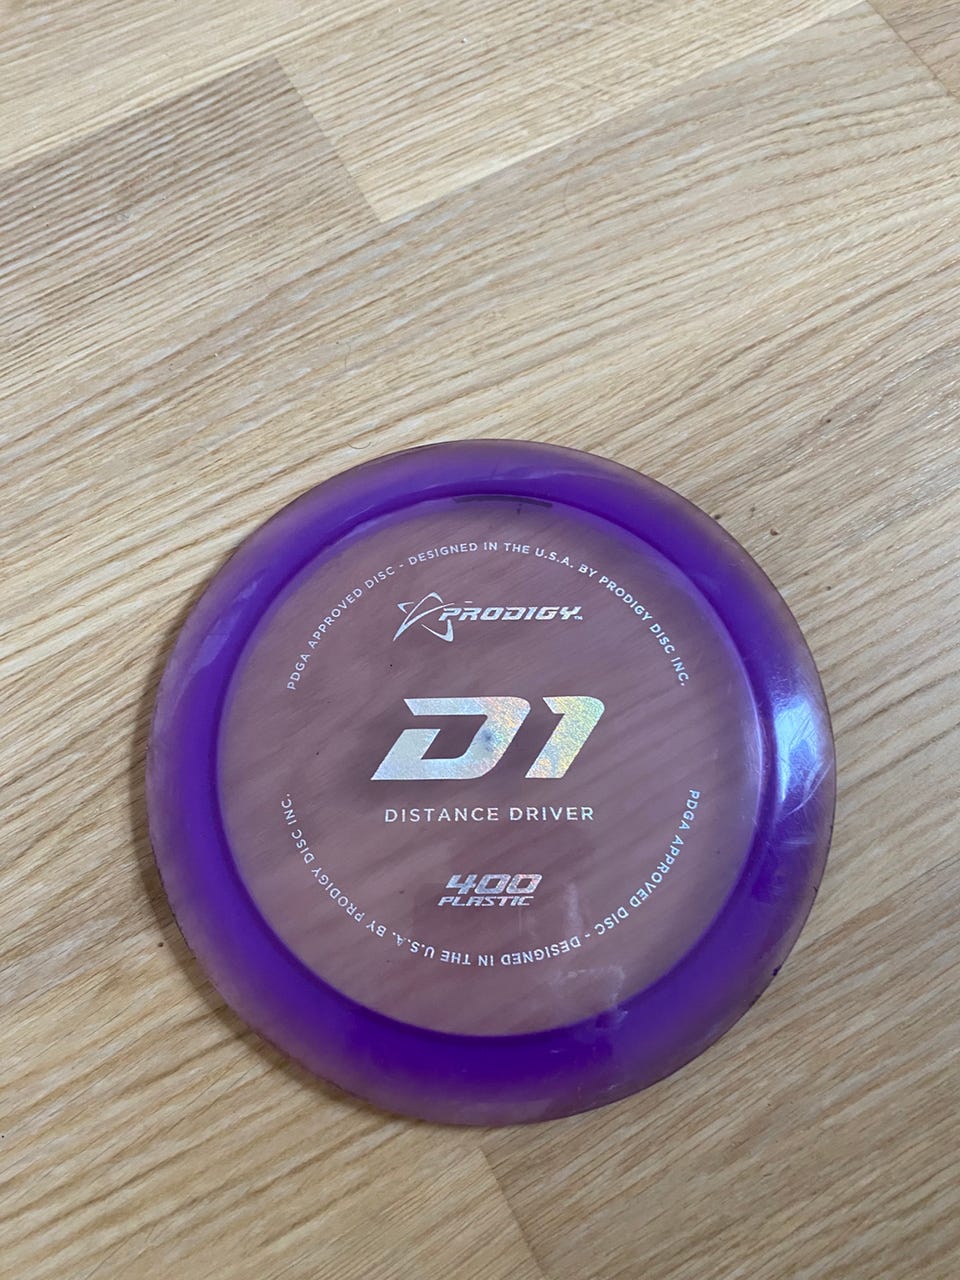 PDGA APPROVED DISC - DESIGNED IN THE U.S.A. BY PRODIGY DISC INC.
PRODIGY™
D1
DISTANCE DRIVER
400
PLASTIC
PDGA APPROVED DISC - DESIGNED IN THE U.S.A. BY PRODIGY DISC INC.